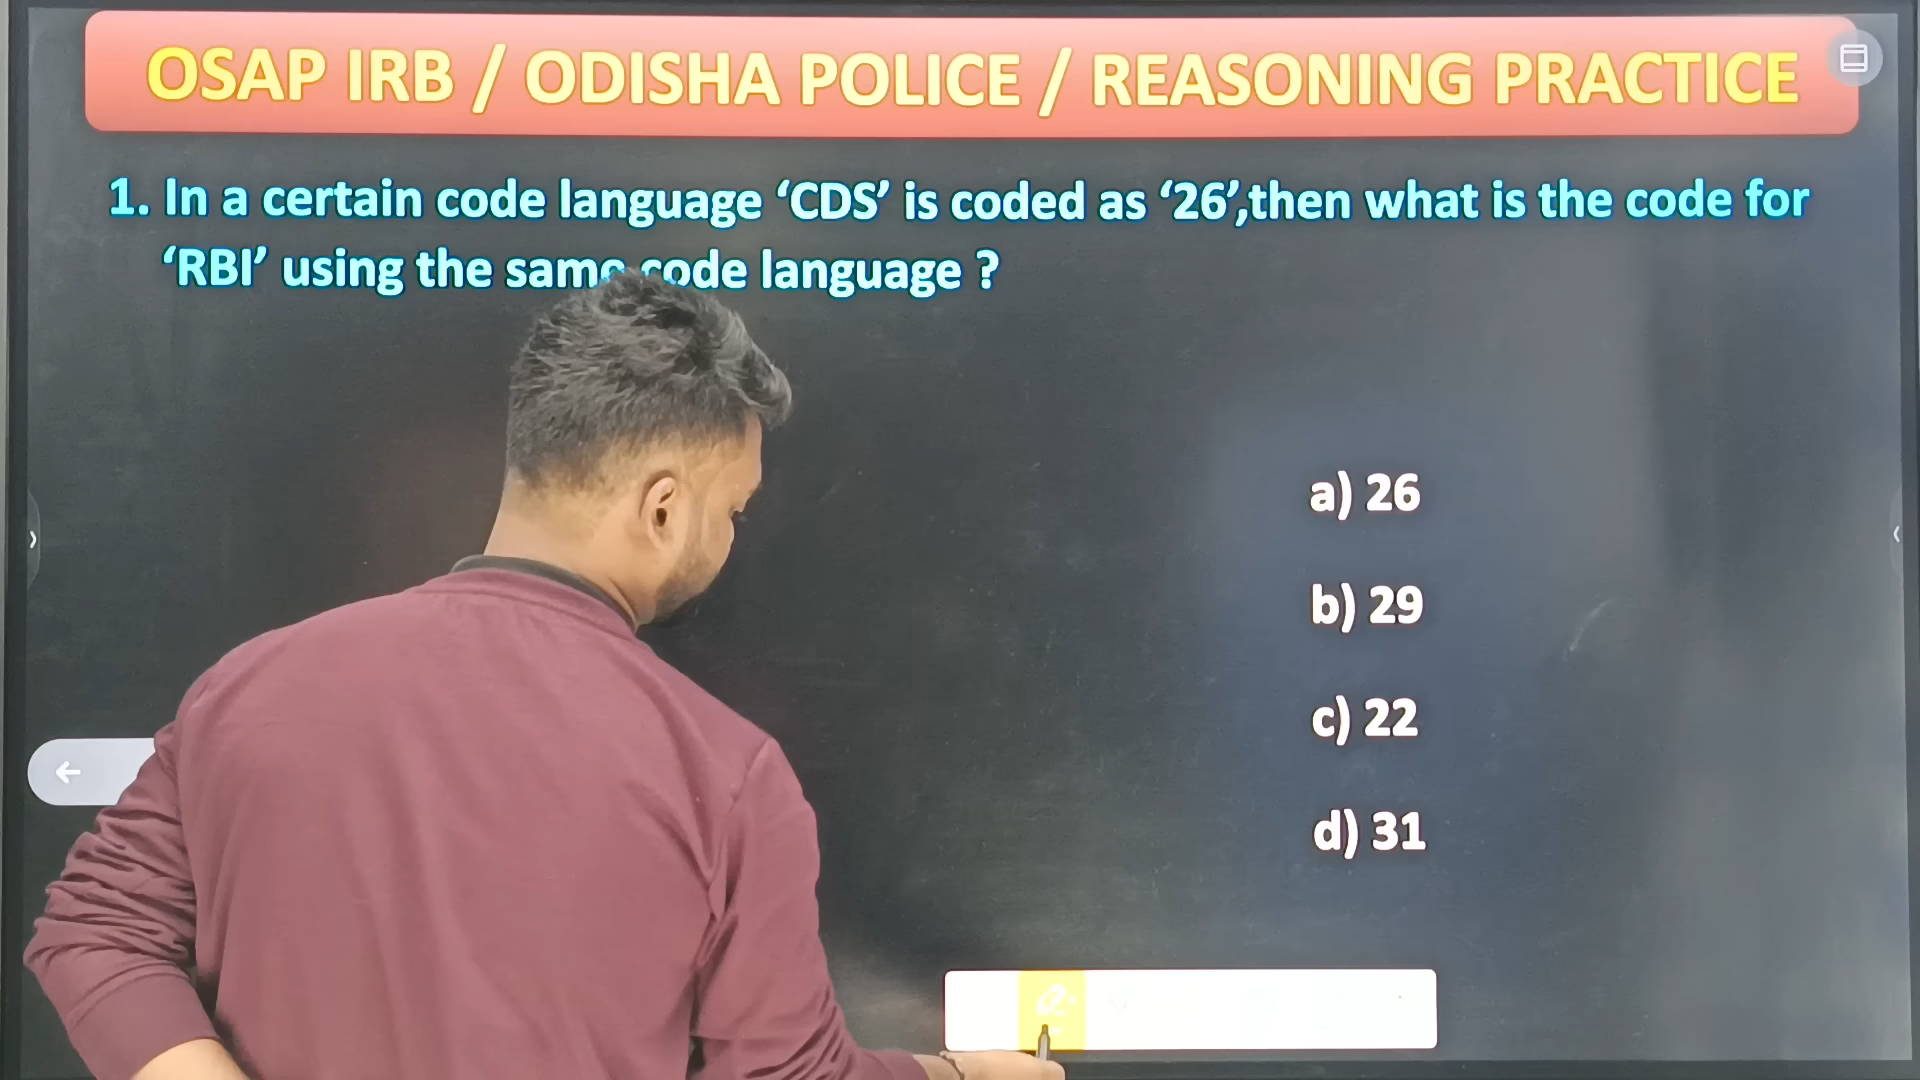 OSAP IRB / ODISHA POLICE / REASONING PRACTICE
1. In a certain code language ‘CDS’ is coded as ‘26’,then what is the code for
‘RBI’ using the same code language ?
a) 26
b) 29
c) 22
d) 31